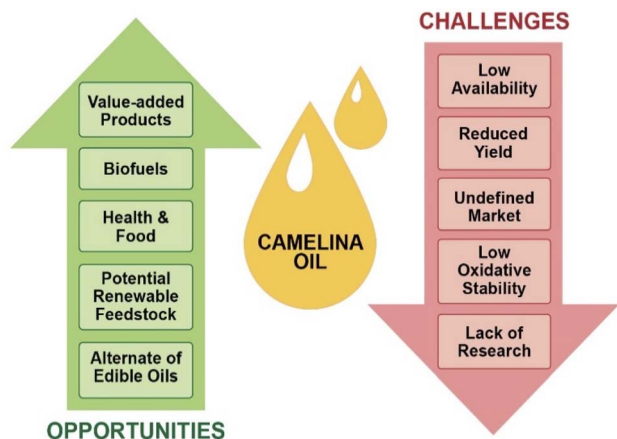 Value-added
Products
Biofuels
Health &
Food
Potential
Renewable
Feedstock
Alternate of
Edible Oils
OPPORTUNITIES
CAMELINA
OIL
CHALLENGES
Low
Availability
Reduced
Yield
Undefined
Market
Low
Oxidative
Stability
Lack of
Research